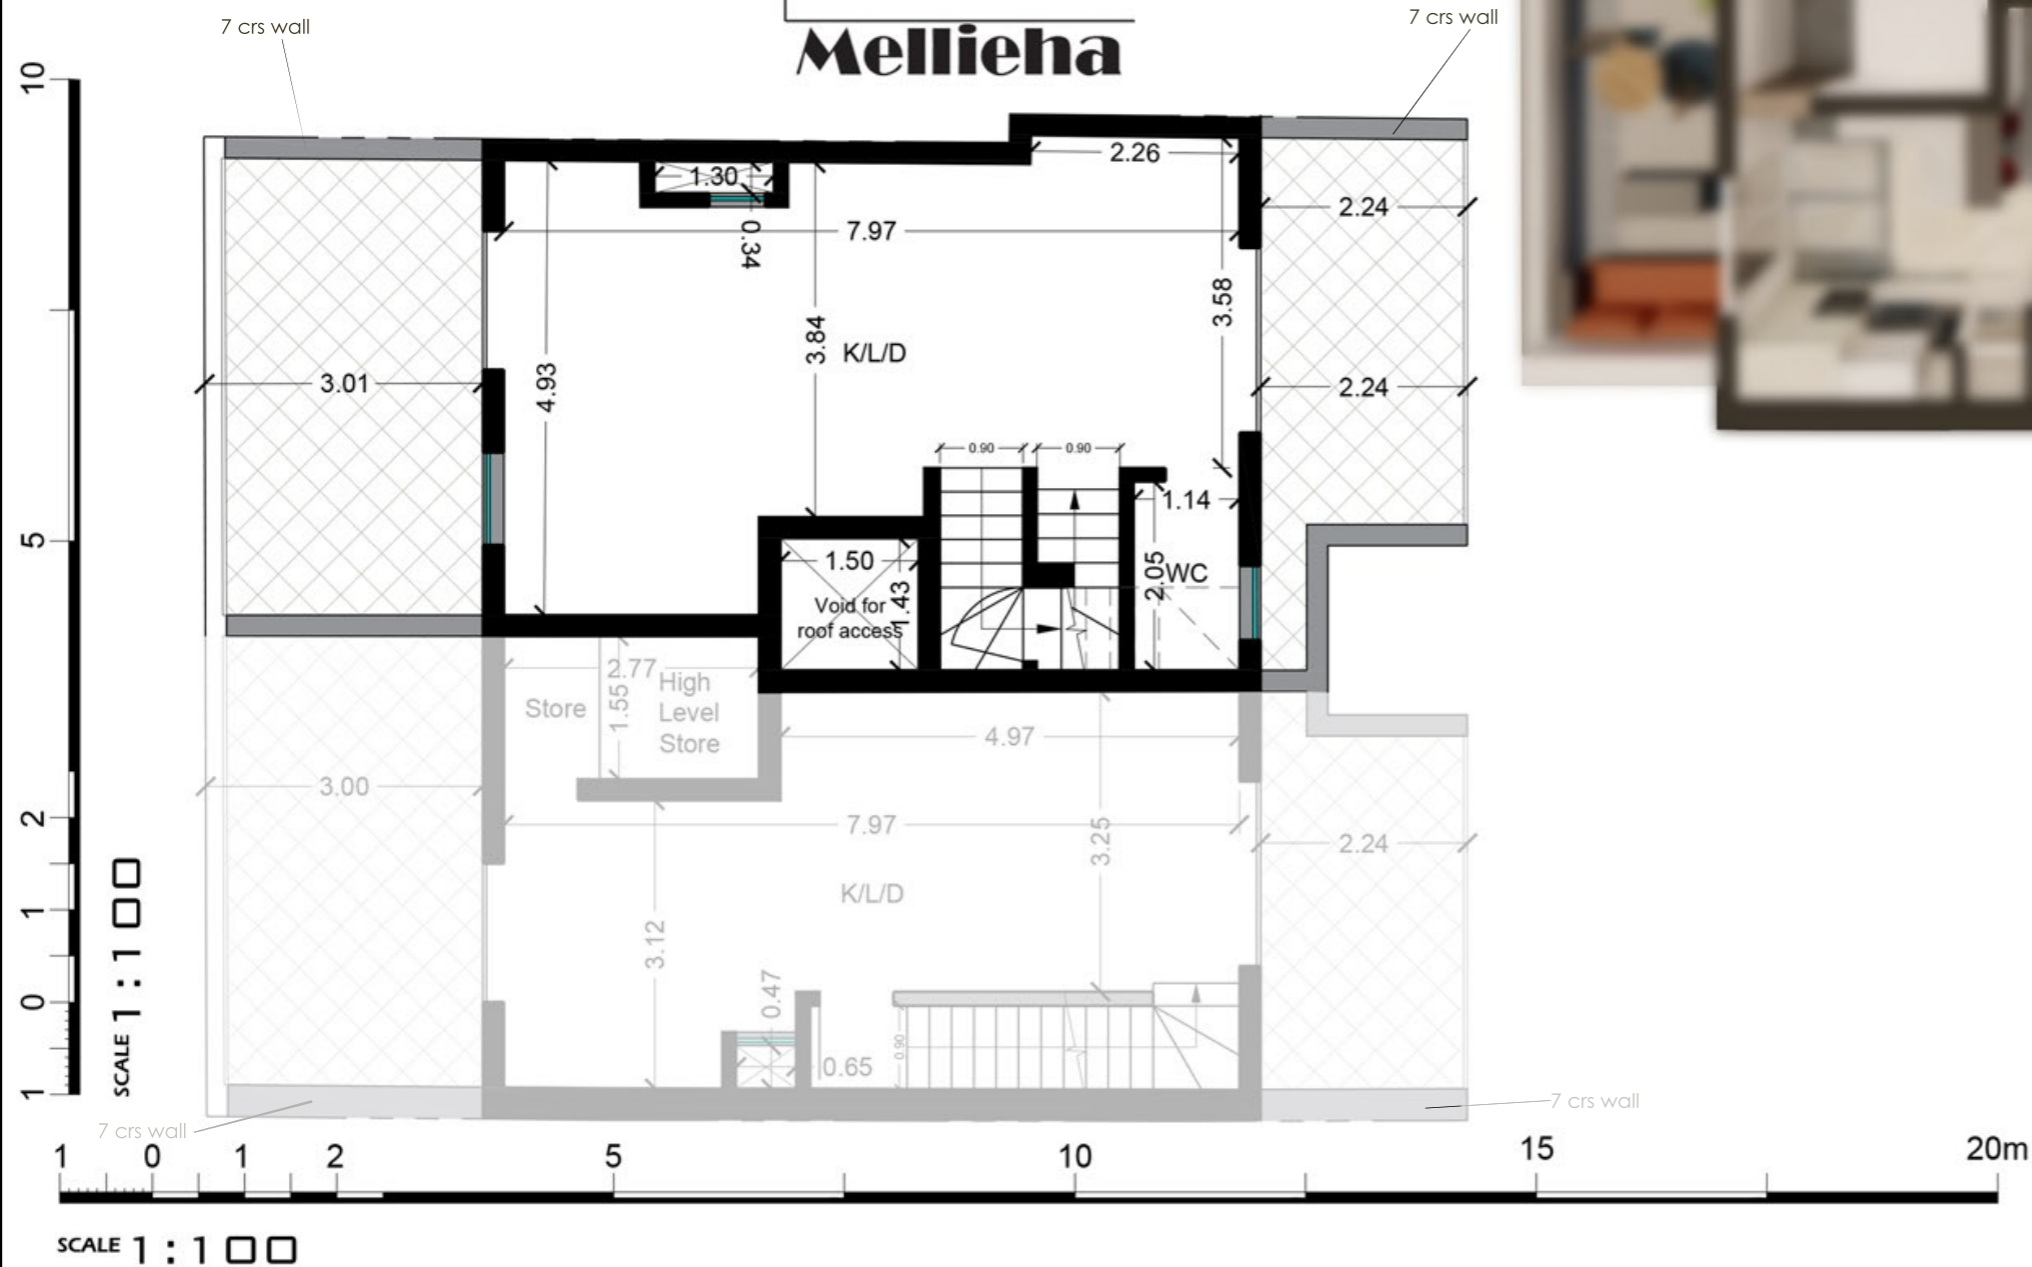 7 crs wall
7 crs wall
Mellieha
10
5
2
1
0
1
SCALE 1:100
2.26
1.30
2.24
7.97
0.34
3.58
3.84
K/L/D
3.01
4.93
2.24
0.90
0.90
1.14
1.50
2.05
WC
1.43
Void for
roof access
2.77
1.55
Store
High
Level
Store
4.97
3.00
7.97
3.25
2.24
K/L/D
3.12
0.47
0.90
0.65
7 crs wall
7 crs wall
1 0 1 2 5 10 15 20m
SCALE 1:100